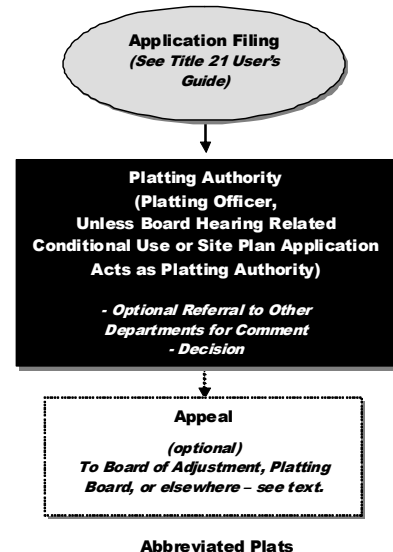 Application Filing
(See Title 21 User's
Guide)
Platting Authority
(Platting Officer,
Unless Board Hearing Related
Conditional Use or Site Plan Application
Acts as Platting Authority)
- Optional Referral to Other
Departments for Comment
- Decision
Appeal
(optional)
To Board of Adjustment, Platting
Board, or elsewhere – see text.
Abbreviated Plats